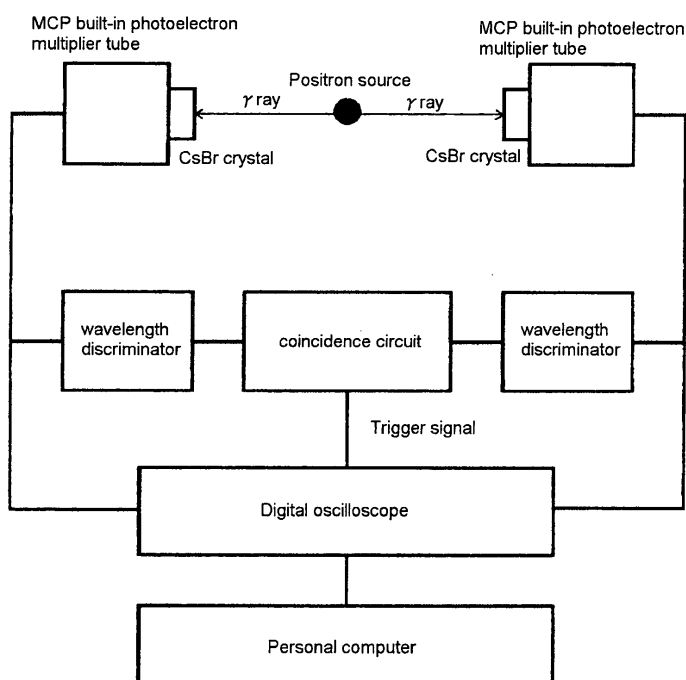 MCP built-in photoelectron
multiplier tube
MCP built-in photoelectron
multiplier tube
Positron source
γ ray
γ ray
CsBr crystal
CsBr crystal
wavelength
discriminator
coincidence circuit
wavelength
discriminator
Trigger signal
Digital oscilloscope
Personal computer